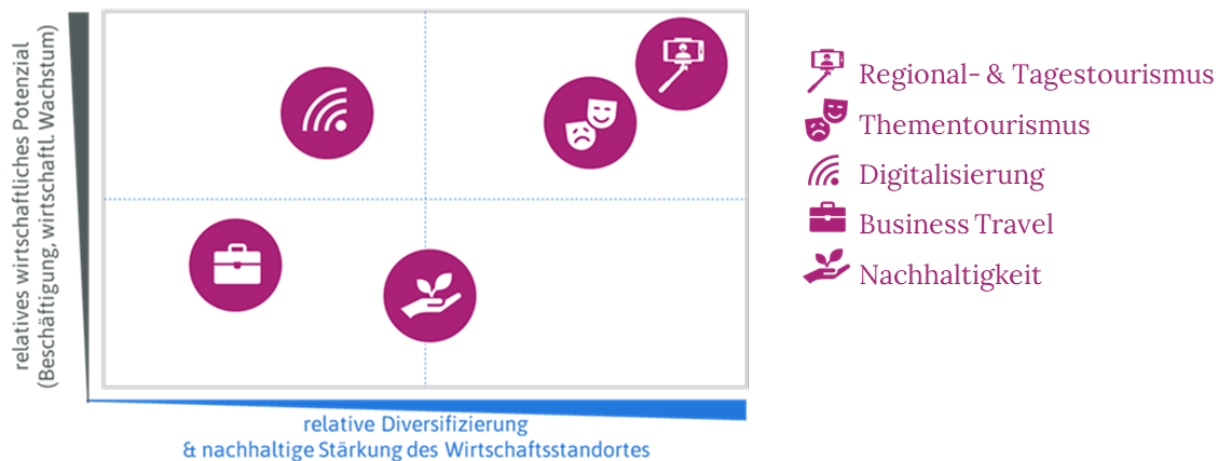 relatives wirtschaftliches Potenzial
(Beschäftigung, wirtschaftl. Wachstum)
Regional- & Tagestourismus
Thementourismus
Digitalisierung
Business Travel
Nachhaltigkeit
relative Diversifizierung
& nachhaltige Stärkung des Wirtschaftsstandortes